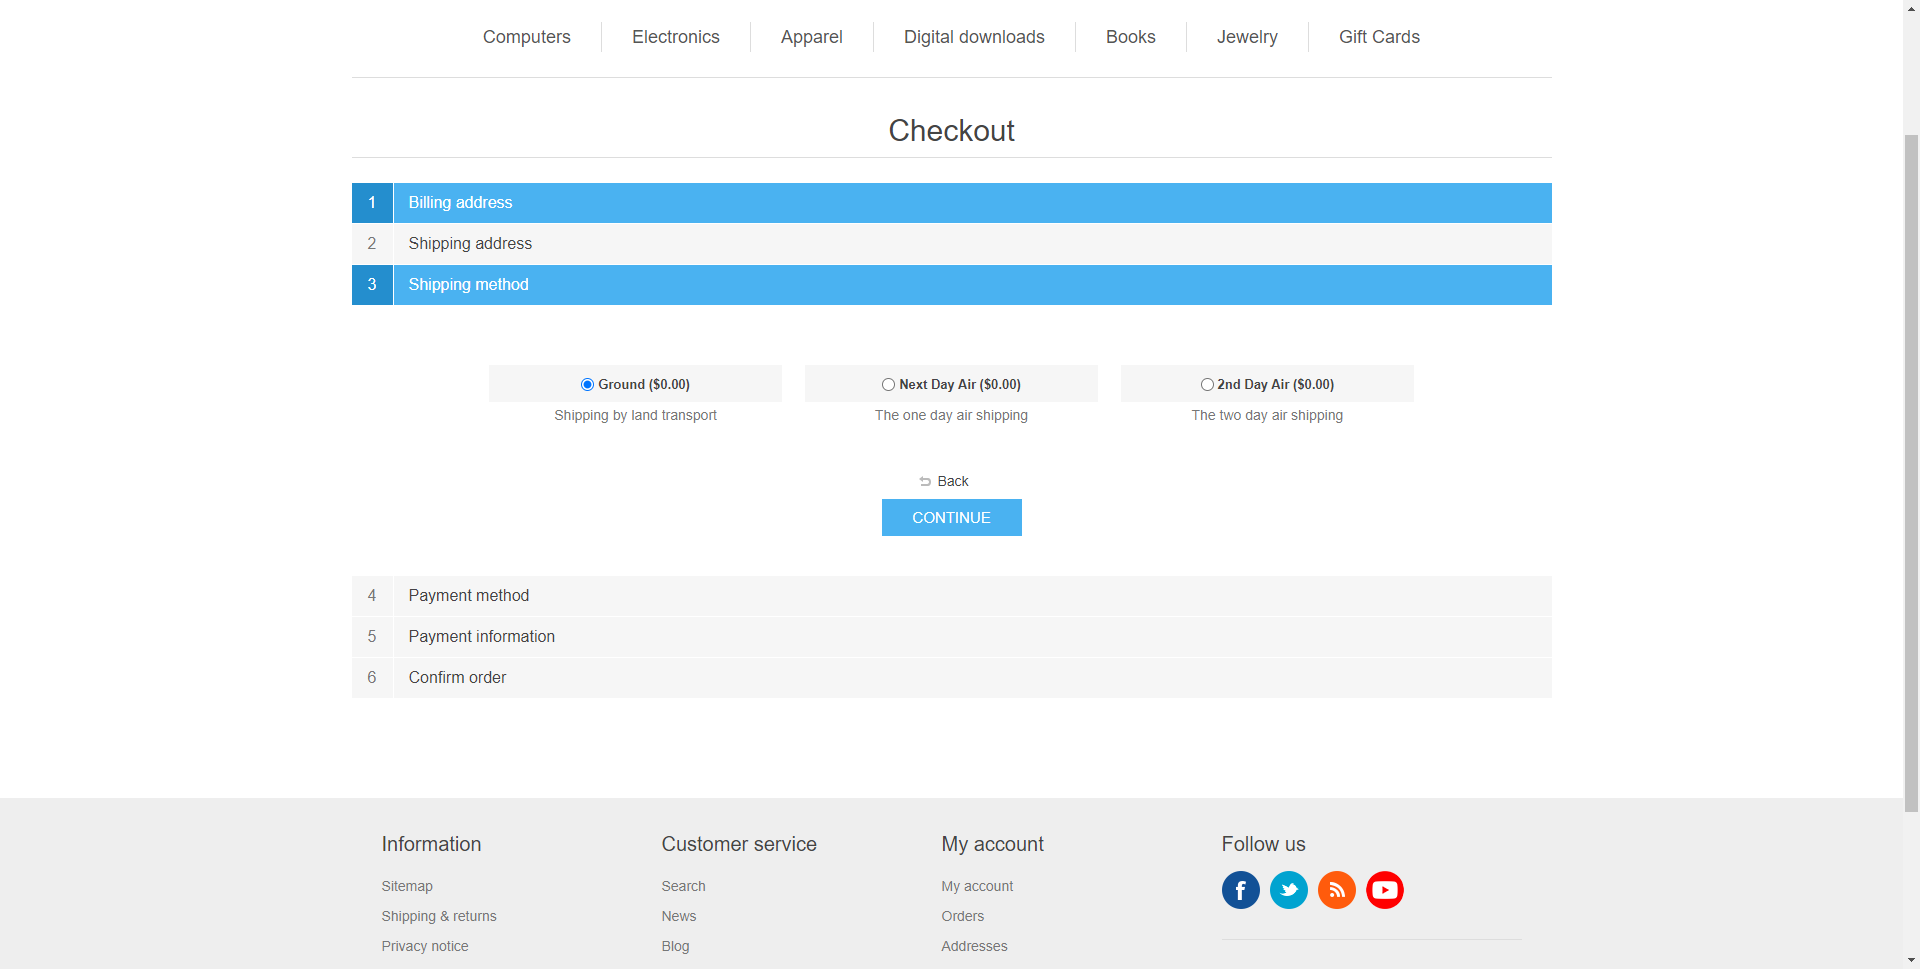 Computers Electronics Apparel Digital downloads Books Jewelry Gift Cards
Checkout
1 Billing address
2 Shipping address
3 Shipping method
Ground ($0.00) Next Day Air ($0.00) 2nd Day Air ($0.00)
Shipping by land transport The one day air shipping The two day air shipping
Back
CONTINUE
4 Payment method
5 Payment information
6 Confirm order
Information Customer service My account Follow us
Sitemap Search My account
Shipping & returns News Orders
Privacy notice Blog Addresses